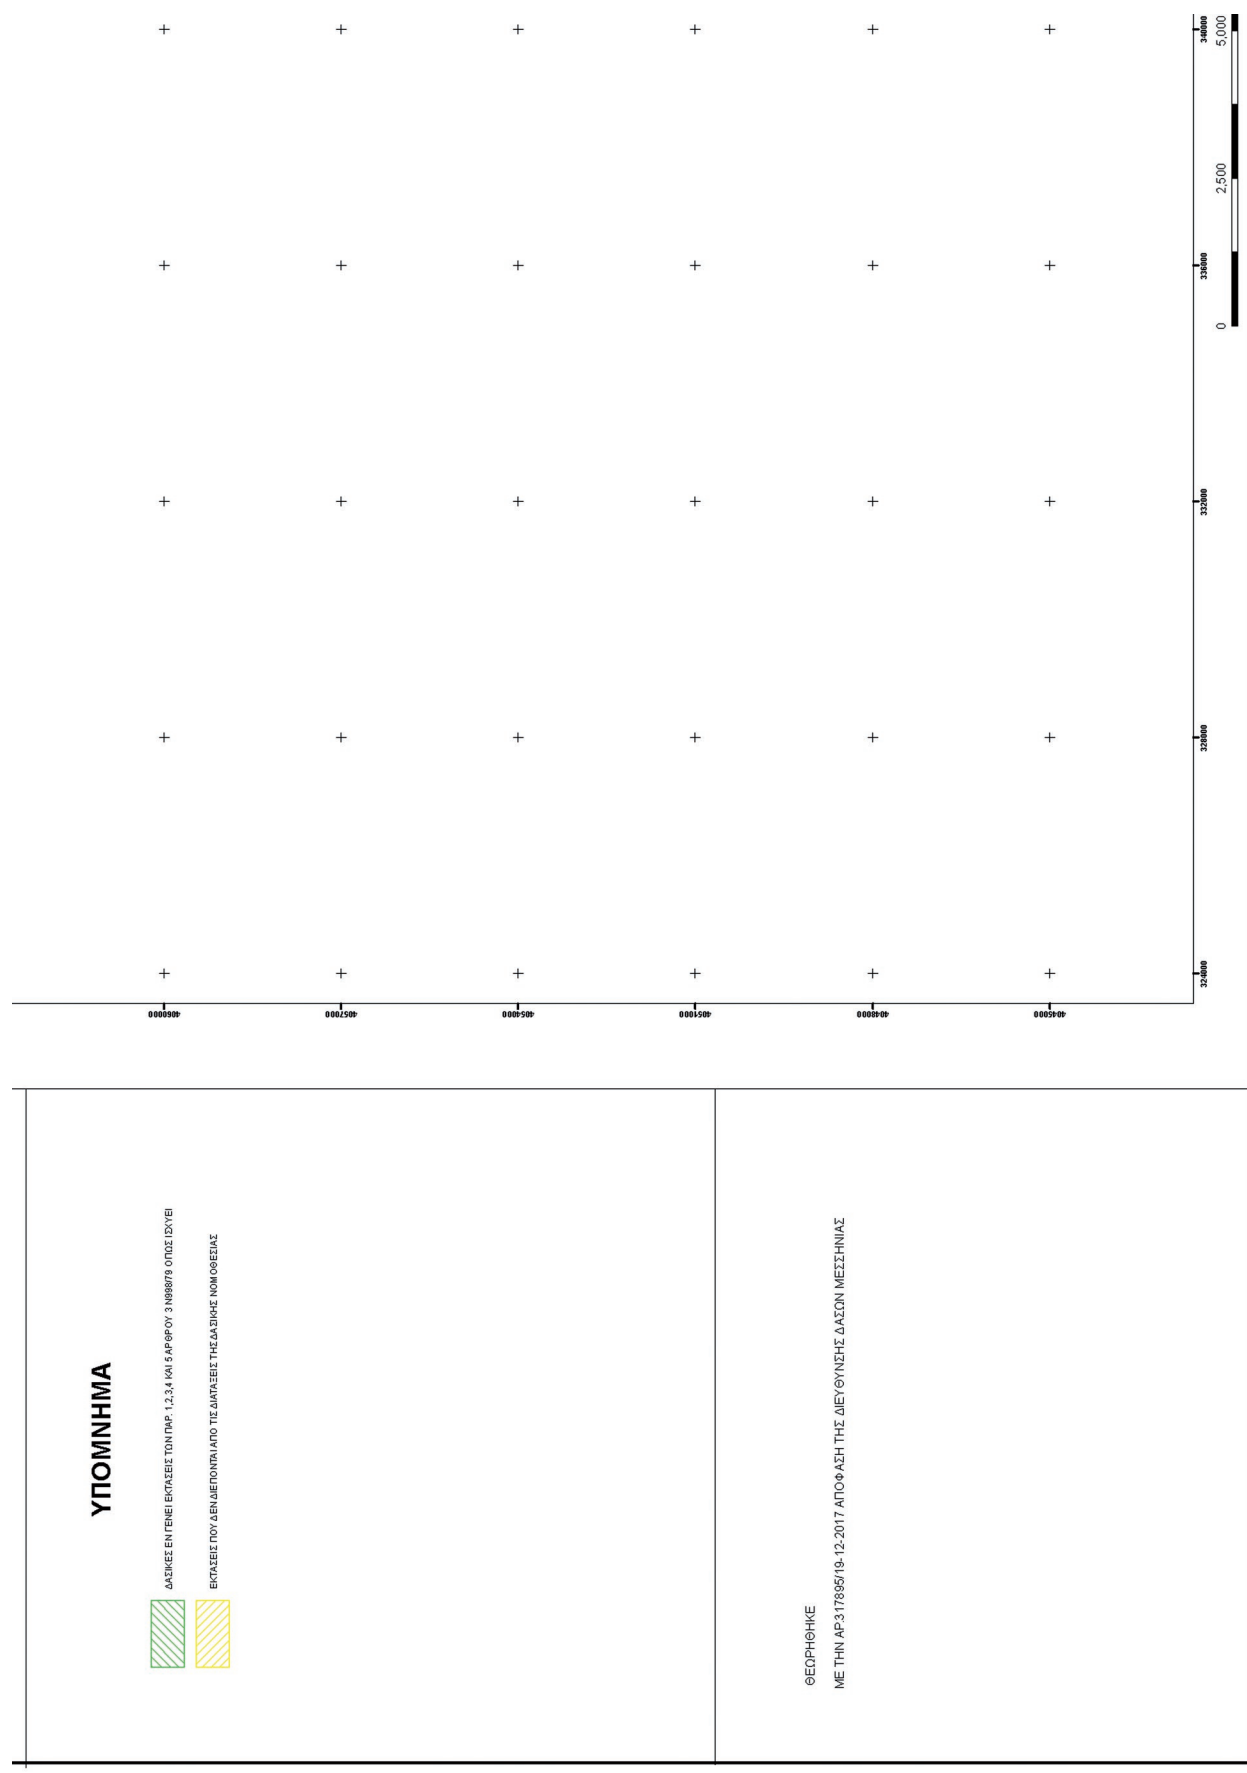 ΥΠΟΜΝΗΜΑ
ΔΑΣΙΚΕΣ ΕΝ ΓΕΝΕΙ ΕΚΤΑΣΕΙΣ ΤΩΝ ΠΑΡ. 1,2,3,4 ΚΑΙ 5 ΑΡΘΡΟΥ 3 Ν998/79 ΟΠΩΣ ΙΣΧΥΕΙ
ΕΚΤΑΣΕΙΣ ΠΟΥ ΔΕΝ ΔΙΕΠΟΝΤΑΙ ΑΠΟ ΤΙΣ ΔΙΑΤΑΞΕΙΣ ΤΗΣ ΔΑΣΙΚΗΣ ΝΟΜΟΘΕΣΙΑΣ
ΘΕΩΡΗΘΗΚΕ
ΜΕ ΤΗΝ ΑΡ.317895/19-12-2017 ΑΠΟΦΑΣΗ ΤΗΣ ΔΙΕΥΘΥΝΣΗΣ ΔΑΣΩΝ ΜΕΣΣΗΝΙΑΣ
4060000
4057000
4054000
4051000
4048000
4045000
324000 328000 332000 336000 340000
0 2,500 5,000